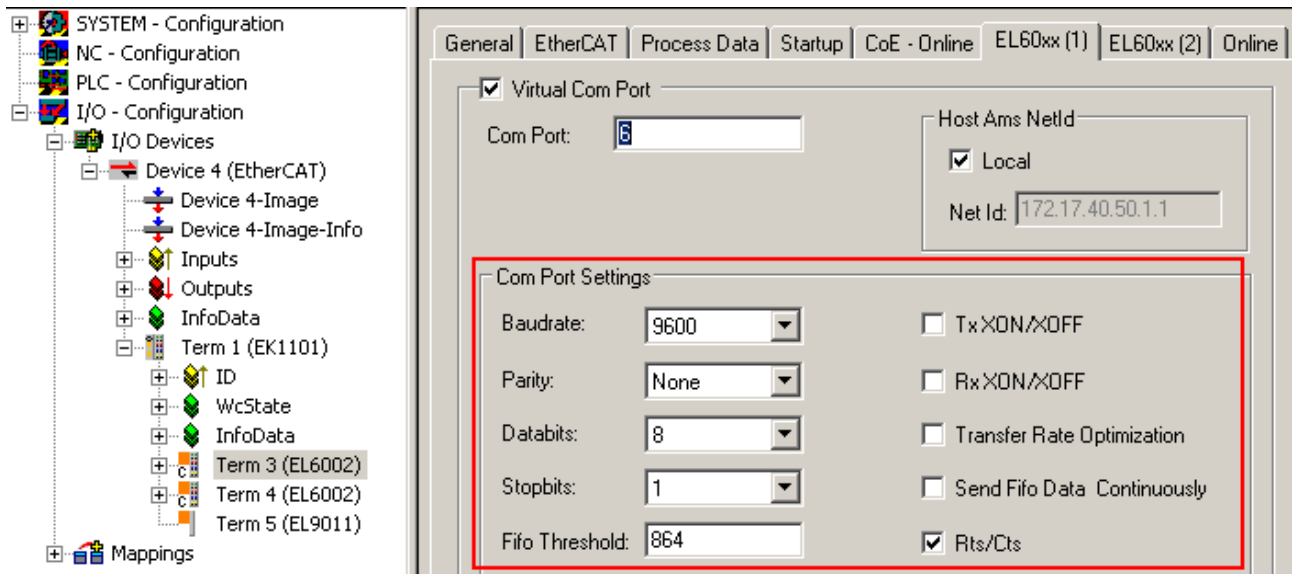 SYSTEM - Configuration
NC - Configuration
PLC - Configuration
I/O - Configuration
I/O Devices
Device 4 (EtherCAT)
Device 4-Image
Device 4-Image-Info
Inputs
Outputs
InfoData
Term 1 (EK1101)
ID
WcState
InfoData
Term 3 (EL6002)
Term 4 (EL6002)
Term 5 (EL9011)
Mappings
General EtherCAT Process Data Startup CoE - Online EL60xx (1) EL60xx (2) Online
Virtual Com Port
Com Port: 6
Host Ams NetId
Local
Net Id: 172.17.40.50.1.1
Com Port Settings
Baudrate: 9600 Tx XON/XOFF
Parity: None Rx XON/XOFF
Databits: 8 Transfer Rate Optimization
Stopbits: 1 Send Fifo Data Continuously
Fifo Threshold: 864 Rts/Cts